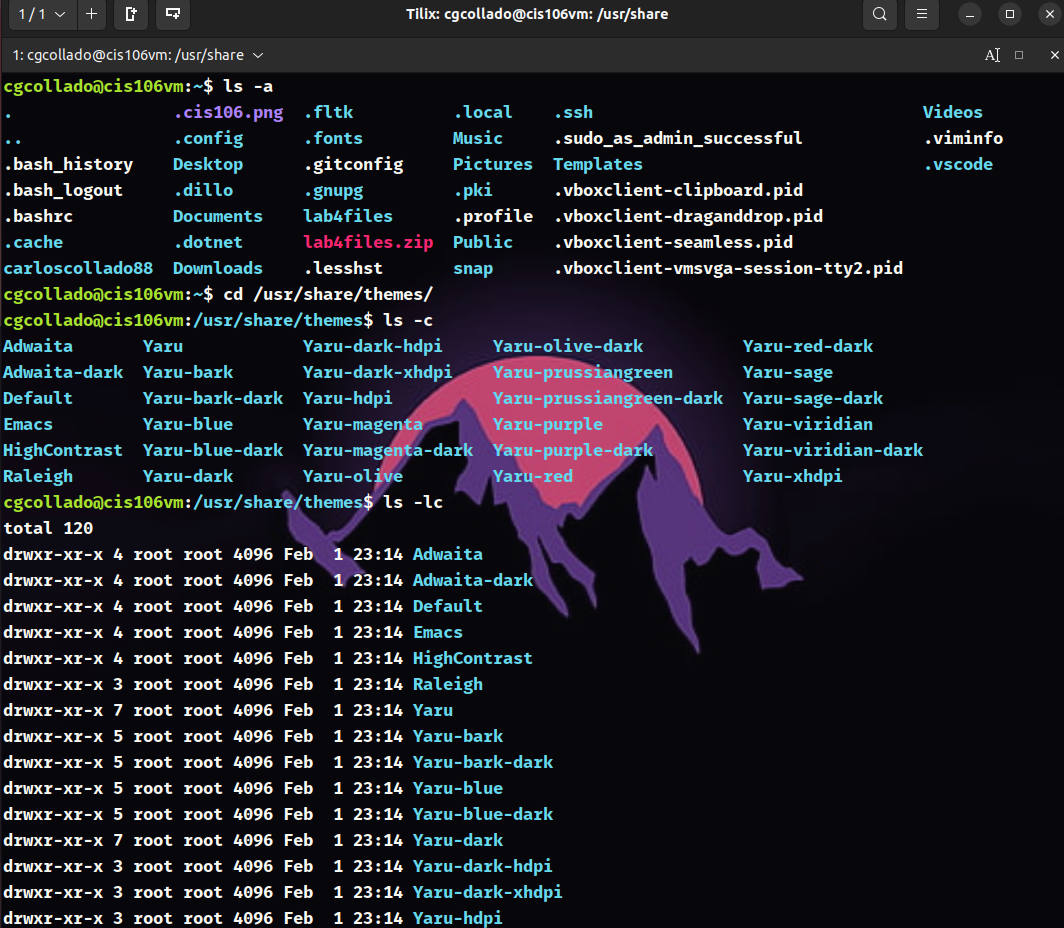 1 / 1
Tilix: cgcollado@cis106vm: /usr/share
1: cgcollado@cis106vm: /usr/share
cgcollado@cis106vm:~$ ls -a
. .cis106.png .fltk .local .ssh Videos
.. .config .fonts Music .sudo_as_admin_successful .viminfo
.bash_history Desktop .gitconfig Pictures Templates .vscode
.bash_logout .dillo .gnupg .pki .vboxclient-clipboard.pid
.bashrc Documents lab4files .profile .vboxclient-draganddrop.pid
.cache .dotnet lab4files.zip Public .vboxclient-seamless.pid
carloscollado88 Downloads .lesshst snap .vboxclient-vmsvga-session-tty2.pid
cgcollado@cis106vm:~$ cd /usr/share/themes/
cgcollado@cis106vm:/usr/share/themes$ ls -c
Adwaita Yaru Yaru-dark-hdpi Yaru-olive-dark Yaru-red-dark
Adwaita-dark Yaru-bark Yaru-dark-xhdpi Yaru-prussiangreen Yaru-sage
Default Yaru-bark-dark Yaru-hdpi Yaru-prussiangreen-dark Yaru-sage-dark
Emacs Yaru-blue Yaru-magenta Yaru-purple Yaru-viridian
HighContrast Yaru-blue-dark Yaru-magenta-dark Yaru-purple-dark Yaru-viridian-dark
Raleigh Yaru-dark Yaru-olive Yaru-red Yaru-xhdpi
cgcollado@cis106vm:/usr/share/themes$ ls -lc
total 120
drwxr-xr-x 4 root root 4096 Feb  1 23:14 Adwaita
drwxr-xr-x 4 root root 4096 Feb  1 23:14 Adwaita-dark
drwxr-xr-x 4 root root 4096 Feb  1 23:14 Default
drwxr-xr-x 4 root root 4096 Feb  1 23:14 Emacs
drwxr-xr-x 4 root root 4096 Feb  1 23:14 HighContrast
drwxr-xr-x 3 root root 4096 Feb  1 23:14 Raleigh
drwxr-xr-x 7 root root 4096 Feb  1 23:14 Yaru
drwxr-xr-x 5 root root 4096 Feb  1 23:14 Yaru-bark
drwxr-xr-x 5 root root 4096 Feb  1 23:14 Yaru-bark-dark
drwxr-xr-x 5 root root 4096 Feb  1 23:14 Yaru-blue
drwxr-xr-x 5 root root 4096 Feb  1 23:14 Yaru-blue-dark
drwxr-xr-x 7 root root 4096 Feb  1 23:14 Yaru-dark
drwxr-xr-x 3 root root 4096 Feb  1 23:14 Yaru-dark-hdpi
drwxr-xr-x 3 root root 4096 Feb  1 23:14 Yaru-dark-xhdpi
drwxr-xr-x 3 root root 4096 Feb  1 23:14 Yaru-hdpi